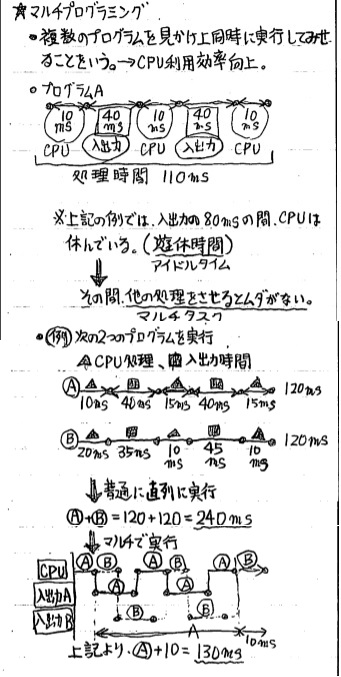 ☆マルチプログラミング
•複数のプログラムを見かけ上同時に実行してみせ
ることをいう。→CPU利用効率向上。
○プログラムA
10ms 40ms 10ms 40ms 10ms
CPU 入出力 CPU 入出力 CPU
処理時間 110ms
※上記の例では、入出力の80msの間、CPUは
休んでいる。(遊休時間)
アイドルタイム
その間、他の処理をさせるとムダがない。
マルチタスク
•例 次の2つのプログラムを実行
CPU処理、入出力時間
A 10ms 40ms 15ms 40ms 15ms 120ms
B 20ms 35ms 10ms 45ms 10ms 120ms
普通に直列に実行
A+B=120+120=240ms
マルチで実行
CPU A B A B A B
入出力A A A
入出力B B B
A 10ms
上記より、A+10=130ms